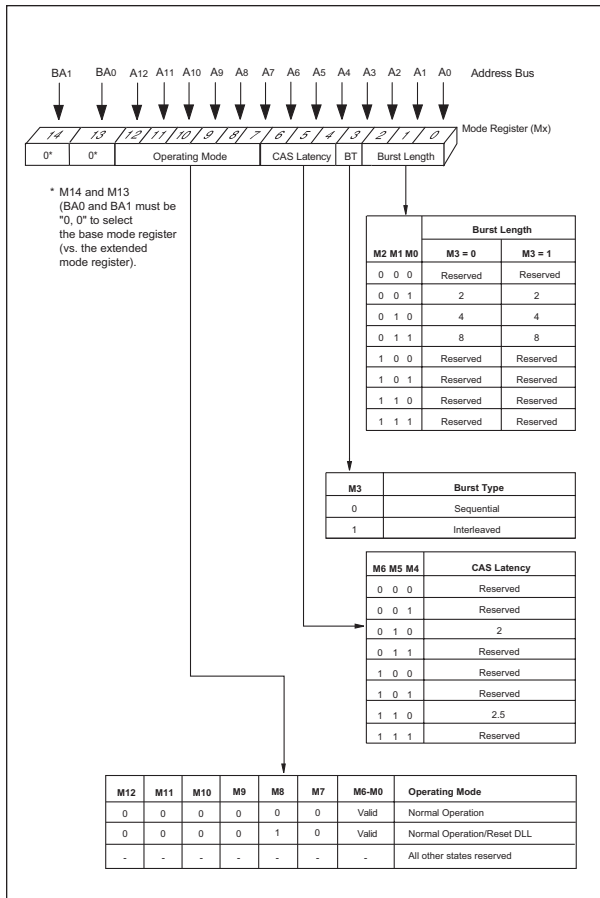 BA1 BA0 A12 A11 A10 A9 A8 A7 A6 A5 A4 A3 A2 A1 A0 Address Bus
14 13 12 11 10 9 8 7 6 5 4 3 2 1 0 Mode Register (Mx)
0* 0* Operating Mode CAS Latency BT Burst Length
* M14 and M13
(BA0 and BA1 must be
"0, 0" to select
the base mode register
(vs. the extended
mode register).
Burst Length
M2 M1 M0 M3 = 0 M3 = 1
0 0 0 Reserved Reserved
0 0 1 2 2
0 1 0 4 4
0 1 1 8 8
1 0 0 Reserved Reserved
1 0 1 Reserved Reserved
1 1 0 Reserved Reserved
1 1 1 Reserved Reserved
M3 Burst Type
0 Sequential
1 Interleaved
M6 M5 M4 CAS Latency
0 0 0 Reserved
0 0 1 Reserved
0 1 0 2
0 1 1 Reserved
1 0 0 Reserved
1 0 1 Reserved
1 1 0 2.5
1 1 1 Reserved
M12 M11 M10 M9 M8 M7 M6-M0 Operating Mode
0 0 0 0 0 0 Valid Normal Operation
0 0 0 0 1 0 Valid Normal Operation/Reset DLL
- - - - - - - All other states reserved